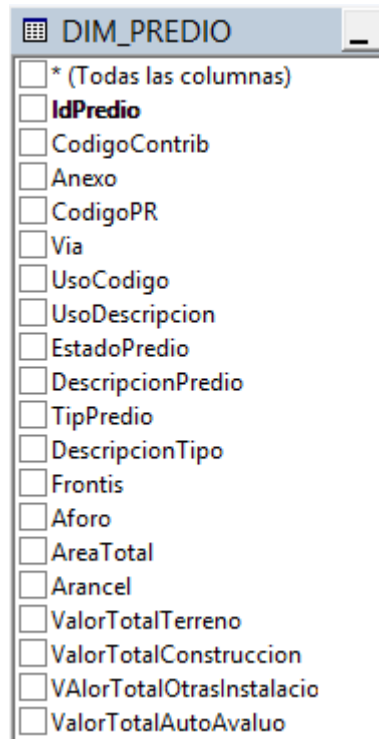 DIM_PREDIO
* (Todas las columnas)
IdPredio
CodigoContrib
Anexo
CodigoPR
Via
UsoCodigo
UsoDescripcion
EstadoPredio
DescripcionPredio
TipPredio
DescripcionTipo
Frontis
Aforo
AreaTotal
Arancel
ValorTotalTerreno
ValorTotalConstruccion
VAlorTotalOtrasInstalacio
ValorTotalAutoAvaluo